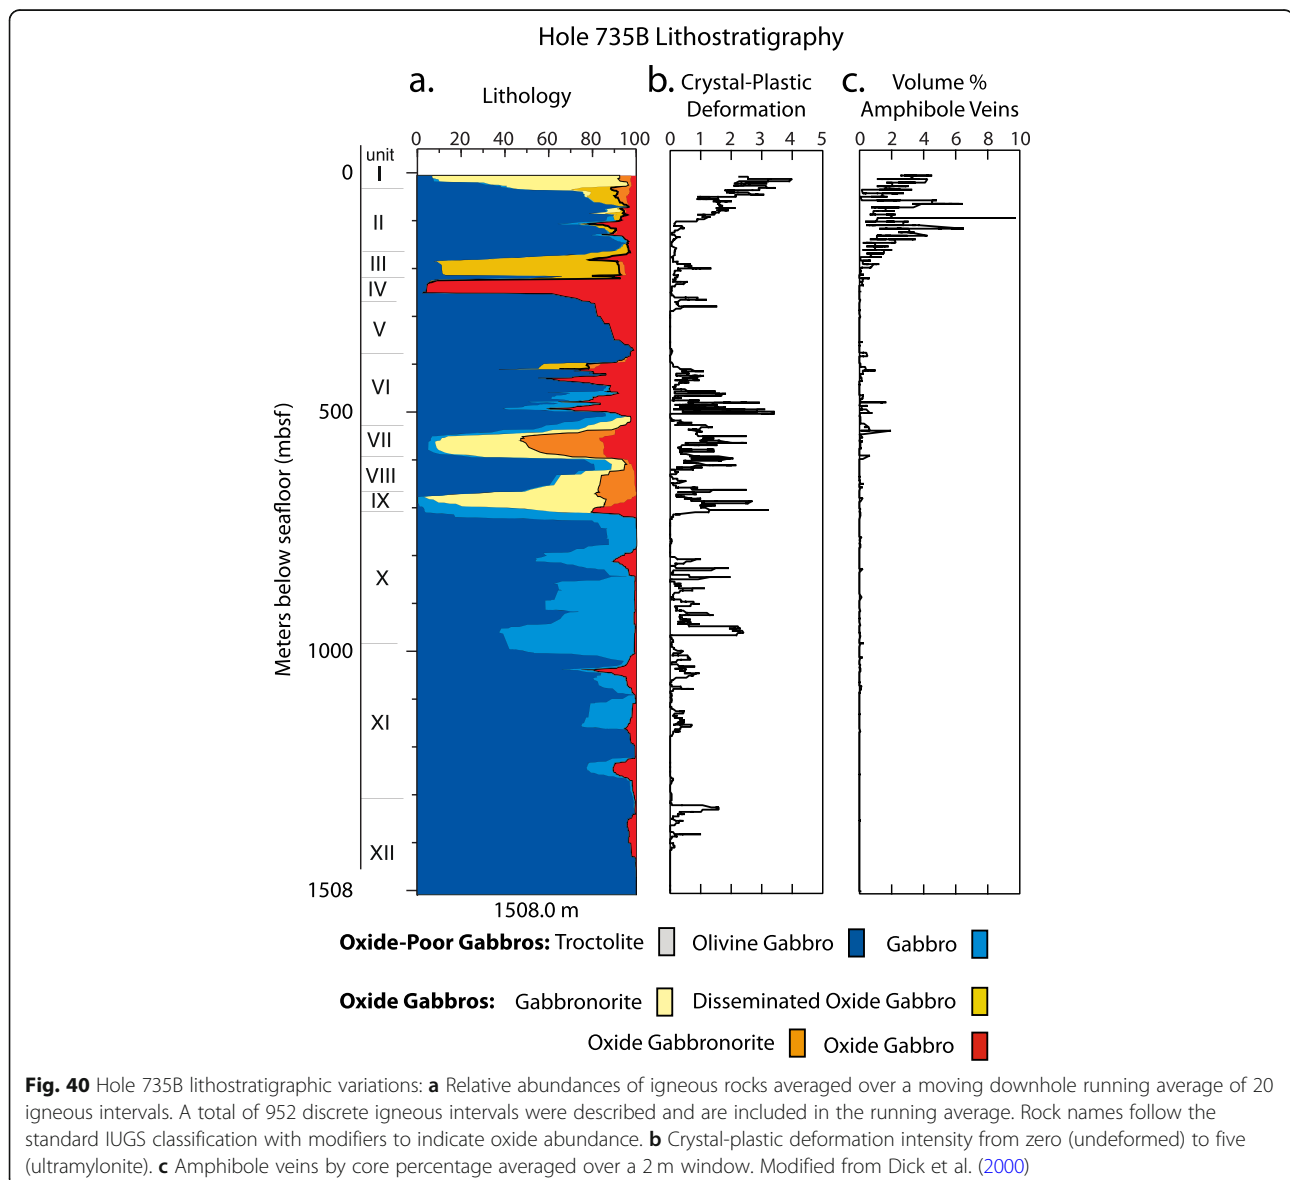 Hole 735B Lithostratigraphy
a.
Lithology
b. Crystal-Plastic
Deformation
c. Volume %
Amphibole Veins
0 20 40 60 80 100
0 1 2 3 4 5
0 2 4 6 8 10
unit
0
I
II
III
IV
V
VI
500
VII
VIII
IX
X
1000
XI
XII
1508
Meters below seafloor (mbsf)
1508.0 m
Oxide-Poor Gabbros: Troctolite Olivine Gabbro Gabbro
Oxide Gabbros: Gabbronorite Disseminated Oxide Gabbro
Oxide Gabbronorite Oxide Gabbro
Fig. 40 Hole 735B lithostratigraphic variations: a Relative abundances of igneous rocks averaged over a moving downhole running average of 20
igneous intervals. A total of 952 discrete igneous intervals were described and are included in the running average. Rock names follow the
standard IUGS classification with modifiers to indicate oxide abundance. b Crystal-plastic deformation intensity from zero (undeformed) to five
(ultramylonite). c Amphibole veins by core percentage averaged over a 2 m window. Modified from Dick et al. (2000)